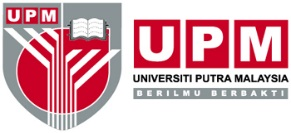 UPM
UPM
UNIVERSITI PUTRA MALAYSIA
BERILMU BERBAKTI